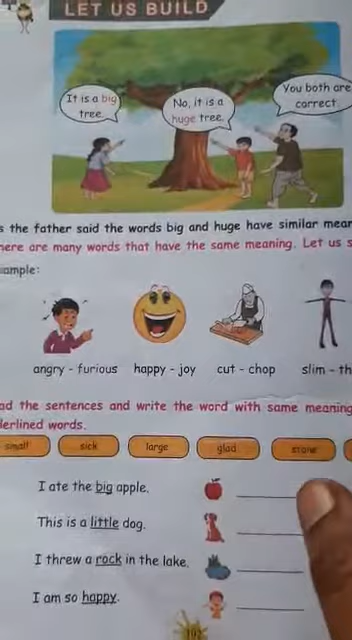 LET US BUILD
It is a big
tree.
No, it is a
huge tree.
You both are
correct
s the father said the words big and huge have similar mean
here are many words that have the same meaning. Let us s
ample:
angry - furious happy - joy cut - chop slim - th
ad the sentences and write the word with same meaning
derlined words.
small sick large glad stone
I ate the big apple.
This is a little dog.
I threw a rock in the lake.
I am so happy.